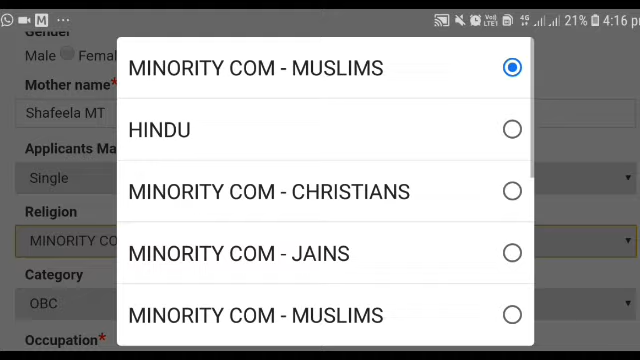 21% 4:16 pm
Gender
Male Femal
Mother name*
Shafeela MT
Applicants Ma
Single
Religion
MINORITY CO
Category
OBC
Occupation*
MINORITY COM - MUSLIMS
HINDU
MINORITY COM - CHRISTIANS
MINORITY COM - JAINS
MINORITY COM - MUSLIMS